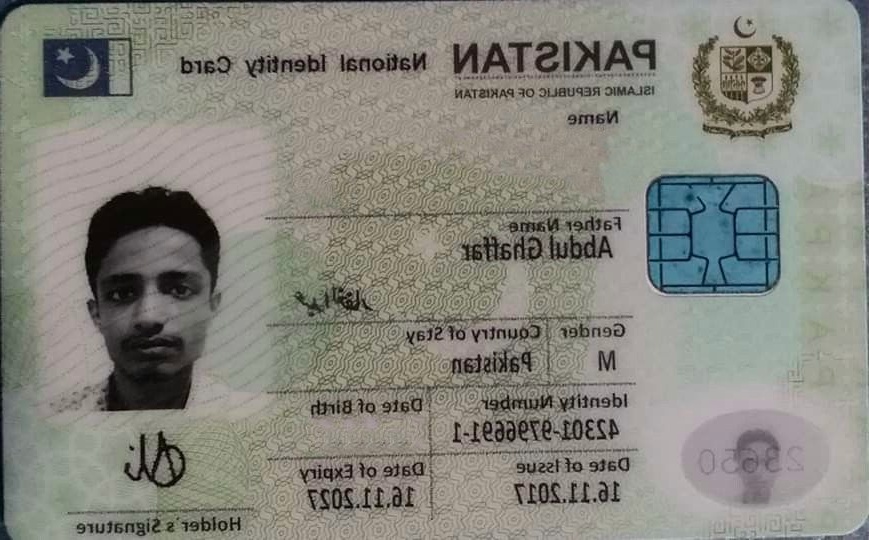 PAKISTAN National Identity Card
ISLAMIC REPUBLIC OF PAKISTAN
Name
Father Name
Abdul Ghaffar
Gender Country of Stay
M Pakistan
Identity Number Date of Birth
42301-9796691-1
Date of Issue Date of Expiry
16.11.2017 16.11.2027
23650
Holder's Signature